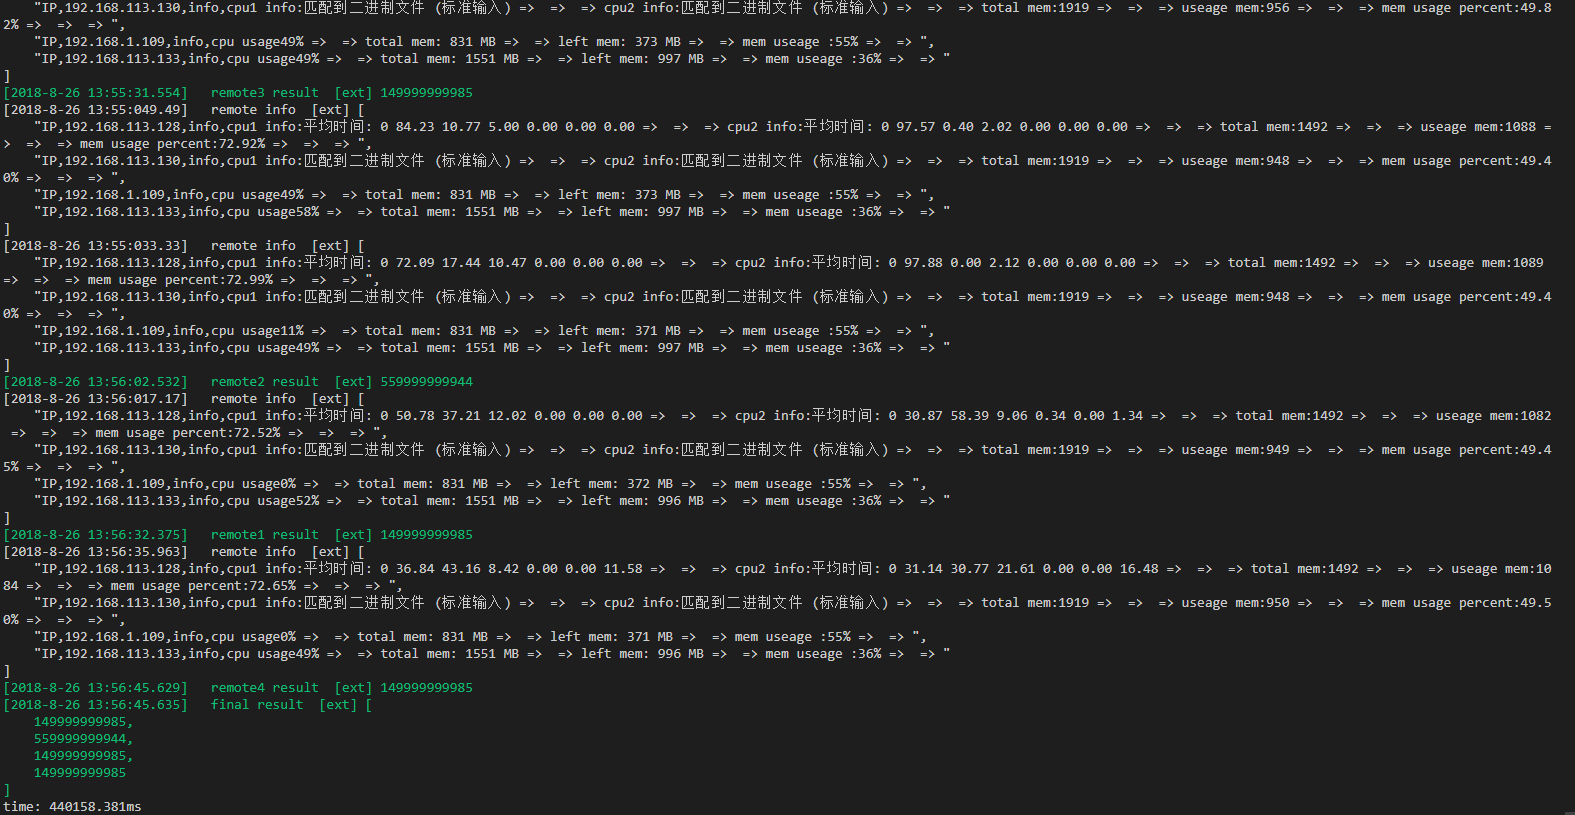 "IP,192.168.113.130,info,cpu1 info:匹配到二进制文件 (标准输入) =>  =>  => cpu2 info:匹配到二进制文件 (标准输入) =>  =>  => total mem:1919 =>  =>  => useage mem:956 =>  =>  => mem usage percent:49.8
2% =>  =>  => ",
"IP,192.168.1.109,info,cpu usage49% =>  => total mem: 831 MB =>  => left mem: 373 MB =>  => mem useage :55% =>  => ",
"IP,192.168.113.133,info,cpu usage49% =>  => total mem: 1551 MB =>  => left mem: 997 MB =>  => mem useage :36% =>  => "
]
[2018-8-26 13:55:31.554]   remote3 result  [ext] 149999999985
[2018-8-26 13:55:049.49]   remote info  [ext] [
"IP,192.168.113.128,info,cpu1 info:平均时间: 0 84.23 10.77 5.00 0.00 0.00 0.00 =>  =>  => cpu2 info:平均时间: 0 97.57 0.40 2.02 0.00 0.00 0.00 =>  =>  => total mem:1492 =>  =>  => useage mem:1088 =
>  =>  => mem usage percent:72.92% =>  =>  => ",
"IP,192.168.113.130,info,cpu1 info:匹配到二进制文件 (标准输入) =>  =>  => cpu2 info:匹配到二进制文件 (标准输入) =>  =>  => total mem:1919 =>  =>  => useage mem:948 =>  =>  => mem usage percent:49.4
0% =>  =>  => ",
"IP,192.168.1.109,info,cpu usage49% =>  => total mem: 831 MB =>  => left mem: 373 MB =>  => mem useage :55% =>  => ",
"IP,192.168.113.133,info,cpu usage58% =>  => total mem: 1551 MB =>  => left mem: 997 MB =>  => mem useage :36% =>  => "
]
[2018-8-26 13:55:033.33]   remote info  [ext] [
"IP,192.168.113.128,info,cpu1 info:平均时间: 0 72.09 17.44 10.47 0.00 0.00 0.00 =>  =>  => cpu2 info:平均时间: 0 97.88 0.00 2.12 0.00 0.00 0.00 =>  =>  => total mem:1492 =>  =>  => useage mem:1089
=>  =>  => mem usage percent:72.99% =>  =>  => ",
"IP,192.168.113.130,info,cpu1 info:匹配到二进制文件 (标准输入) =>  =>  => cpu2 info:匹配到二进制文件 (标准输入) =>  =>  => total mem:1919 =>  =>  => useage mem:948 =>  =>  => mem usage percent:49.4
0% =>  =>  => ",
"IP,192.168.1.109,info,cpu usage11% =>  => total mem: 831 MB =>  => left mem: 371 MB =>  => mem useage :55% =>  => ",
"IP,192.168.113.133,info,cpu usage49% =>  => total mem: 1551 MB =>  => left mem: 997 MB =>  => mem useage :36% =>  => "
]
[2018-8-26 13:56:02.532]   remote2 result  [ext] 559999999944
[2018-8-26 13:56:017.17]   remote info  [ext] [
"IP,192.168.113.128,info,cpu1 info:平均时间: 0 50.78 37.21 12.02 0.00 0.00 0.00 =>  =>  => cpu2 info:平均时间: 0 30.87 58.39 9.06 0.34 0.00 1.34 =>  =>  => total mem:1492 =>  =>  => useage mem:1082
=>  =>  => mem usage percent:72.52% =>  =>  => ",
"IP,192.168.113.130,info,cpu1 info:匹配到二进制文件 (标准输入) =>  =>  => cpu2 info:匹配到二进制文件 (标准输入) =>  =>  => total mem:1919 =>  =>  => useage mem:949 =>  =>  => mem usage percent:49.4
5% =>  =>  => ",
"IP,192.168.1.109,info,cpu usage0% =>  => total mem: 831 MB =>  => left mem: 372 MB =>  => mem useage :55% =>  => ",
"IP,192.168.113.133,info,cpu usage52% =>  => total mem: 1551 MB =>  => left mem: 996 MB =>  => mem useage :36% =>  => "
]
[2018-8-26 13:56:32.375]   remote1 result  [ext] 149999999985
[2018-8-26 13:56:35.963]   remote info  [ext] [
"IP,192.168.113.128,info,cpu1 info:平均时间: 0 36.84 43.16 8.42 0.00 0.00 11.58 =>  =>  => cpu2 info:平均时间: 0 31.14 30.77 21.61 0.00 0.00 16.48 =>  =>  => total mem:1492 =>  =>  => useage mem:10
84 =>  =>  => mem usage percent:72.65% =>  =>  => ",
"IP,192.168.113.130,info,cpu1 info:匹配到二进制文件 (标准输入) =>  =>  => cpu2 info:匹配到二进制文件 (标准输入) =>  =>  => total mem:1919 =>  =>  => useage mem:950 =>  =>  => mem usage percent:49.5
0% =>  =>  => ",
"IP,192.168.1.109,info,cpu usage0% =>  => total mem: 831 MB =>  => left mem: 371 MB =>  => mem useage :55% =>  => ",
"IP,192.168.113.133,info,cpu usage49% =>  => total mem: 1551 MB =>  => left mem: 996 MB =>  => mem useage :36% =>  => "
]
[2018-8-26 13:56:45.629]   remote4 result  [ext] 149999999985
[2018-8-26 13:56:45.635]   final result  [ext] [
149999999985,
559999999944,
149999999985,
149999999985
]
time: 440158.381ms